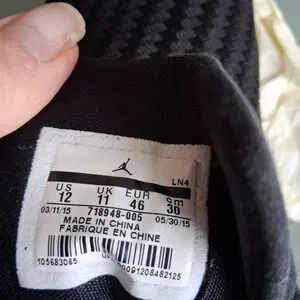 LN4
US UK EUR cm
12 11 46 30
03/11/15 718948-005 05/30/15
MADE IN CHINA
FABRIQUE EN CHINE
105683065